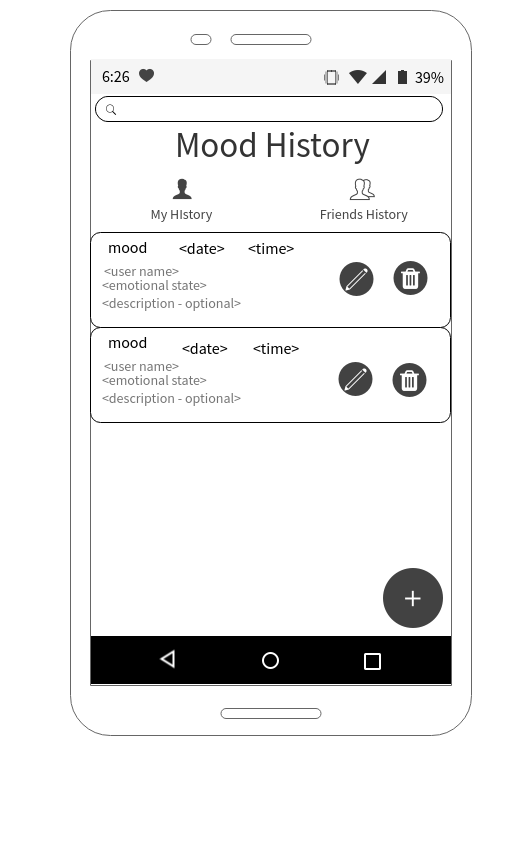 6:26 39%
Mood History
My HIstory Friends History
mood <date> <time>
<user name>
<emotional state>
<description - optional>
mood <date> <time>
<user name>
<emotional state>
<description - optional>